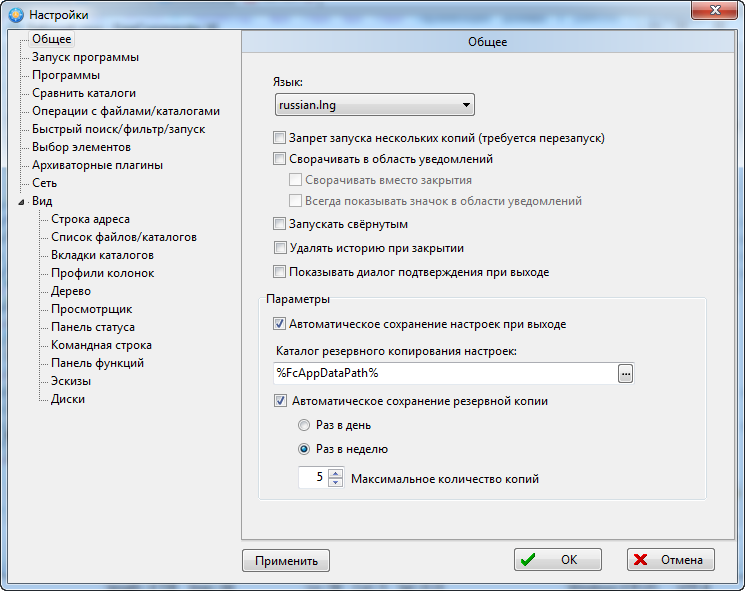 Настройки
Общее
Запуск программы
Программы
Сравнить каталоги
Операции с файлами/каталогами
Быстрый поиск/фильтр/запуск
Выбор элементов
Архиваторные плагины
Сеть
Вид
Строка адреса
Список файлов/каталогов
Вкладки каталогов
Профили колонок
Дерево
Просмотрщик
Панель статуса
Командная строка
Панель функций
Эскизы
Диски
Общее
Язык:
russian.lng
Запрет запуска нескольких копий (требуется перезапуск)
Сворачивать в область уведомлений
Сворачивать вместо закрытия
Всегда показывать значок в области уведомлений
Запускать свёрнутым
Удалять историю при закрытии
Показывать диалог подтверждения при выходе
Параметры
Автоматическое сохранение настроек при выходе
Каталог резервного копирования настроек:
%FcAppDataPath%
...
Автоматическое сохранение резервной копии
Раз в день
Раз в неделю
5 Максимальное количество копий
Применить
OK
Отмена